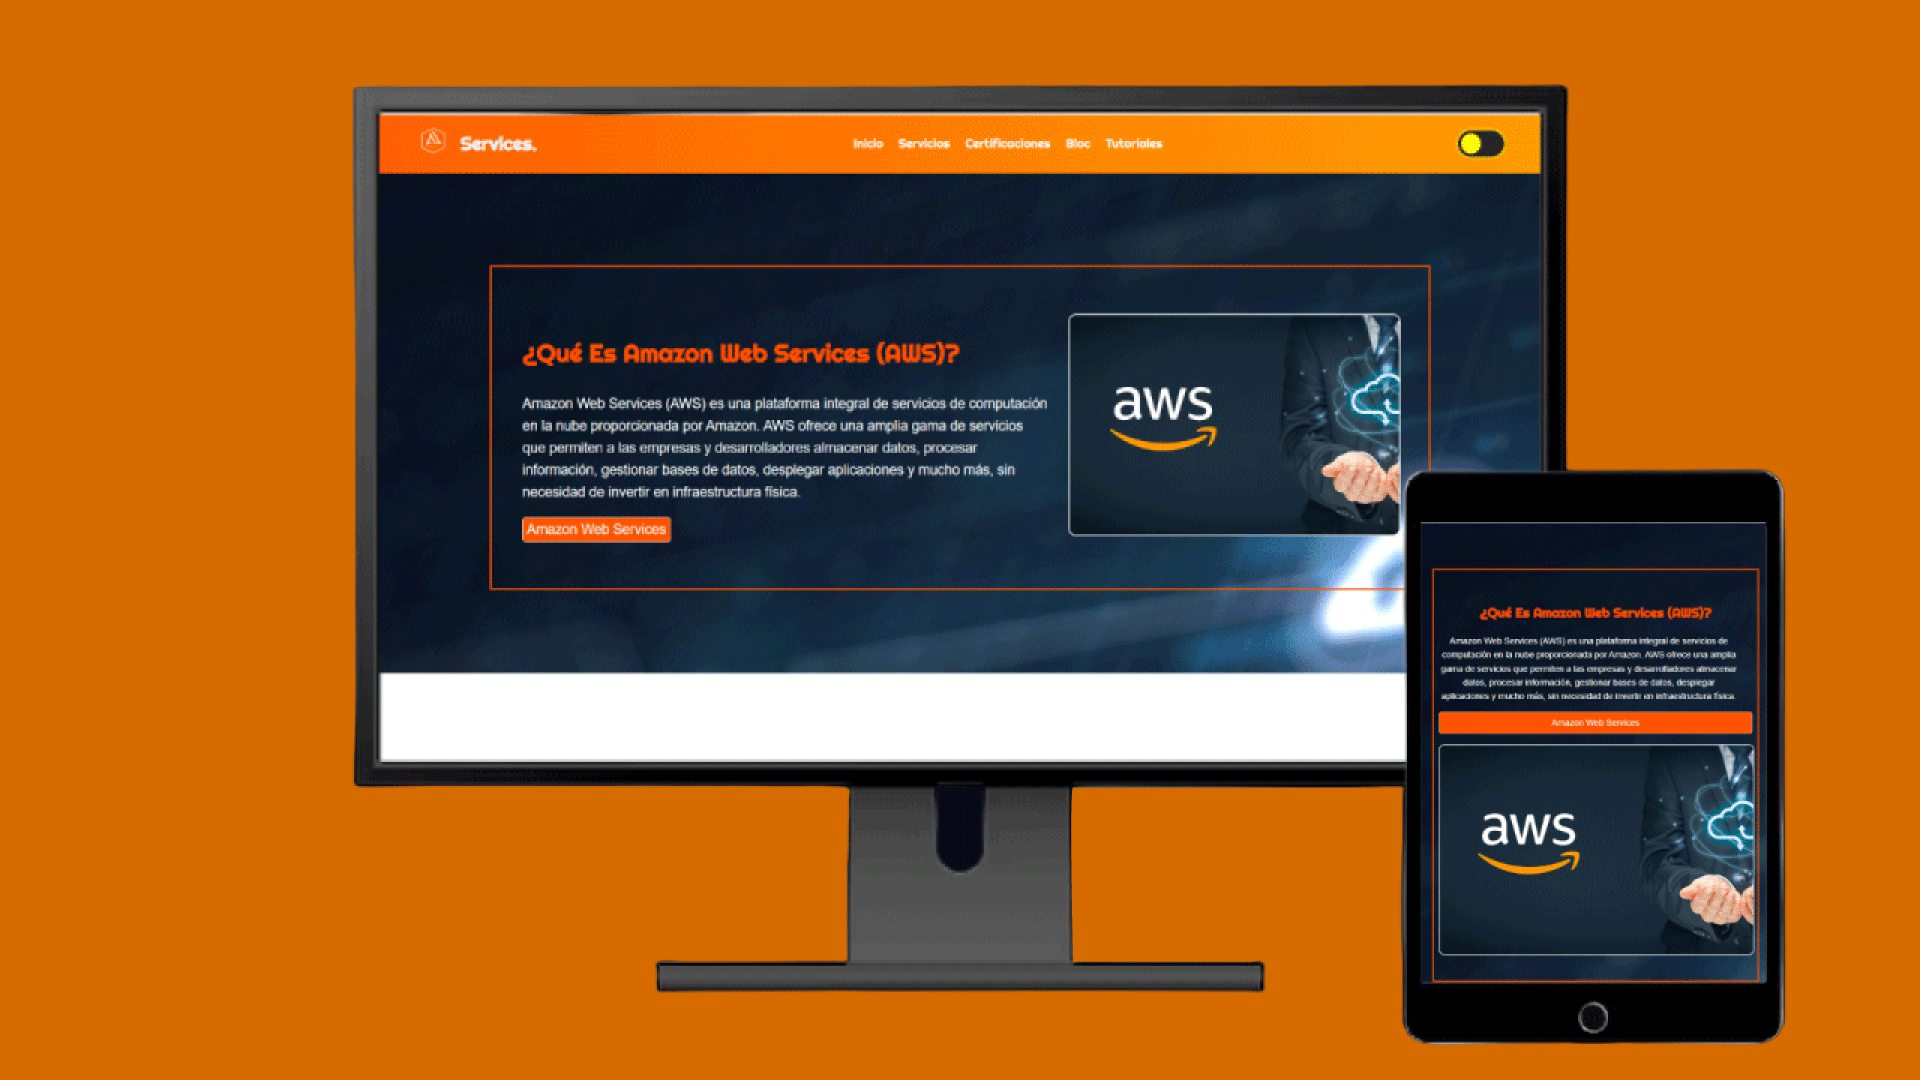 Services.
Inicio Servicios Certificaciones Bloc Tutoriales
¿Qué Es Amazon Web Services (AWS)?
Amazon Web Services (AWS) es una plataforma integral de servicios de computación
en la nube proporcionada por Amazon. AWS ofrece una amplia gama de servicios
que permiten a las empresas y desarrolladores almacenar datos, procesar
información, gestionar bases de datos, desplegar aplicaciones y mucho más, sin
necesidad de invertir en infraestructura física.
Amazon Web Services
aws
¿Qué Es Amazon Web Services (AWS)?
Amazon Web Services (AWS) es una plataforma integral de servicios de
computación en la nube proporcionada por Amazon. AWS ofrece una amplia
gama de servicios que permiten a las empresas y desarrolladores almacenar
datos, procesar información, gestionar bases de datos, desplegar
aplicaciones y mucho más, sin necesidad de invertir en infraestructura física.
Amazon Web Services
aws